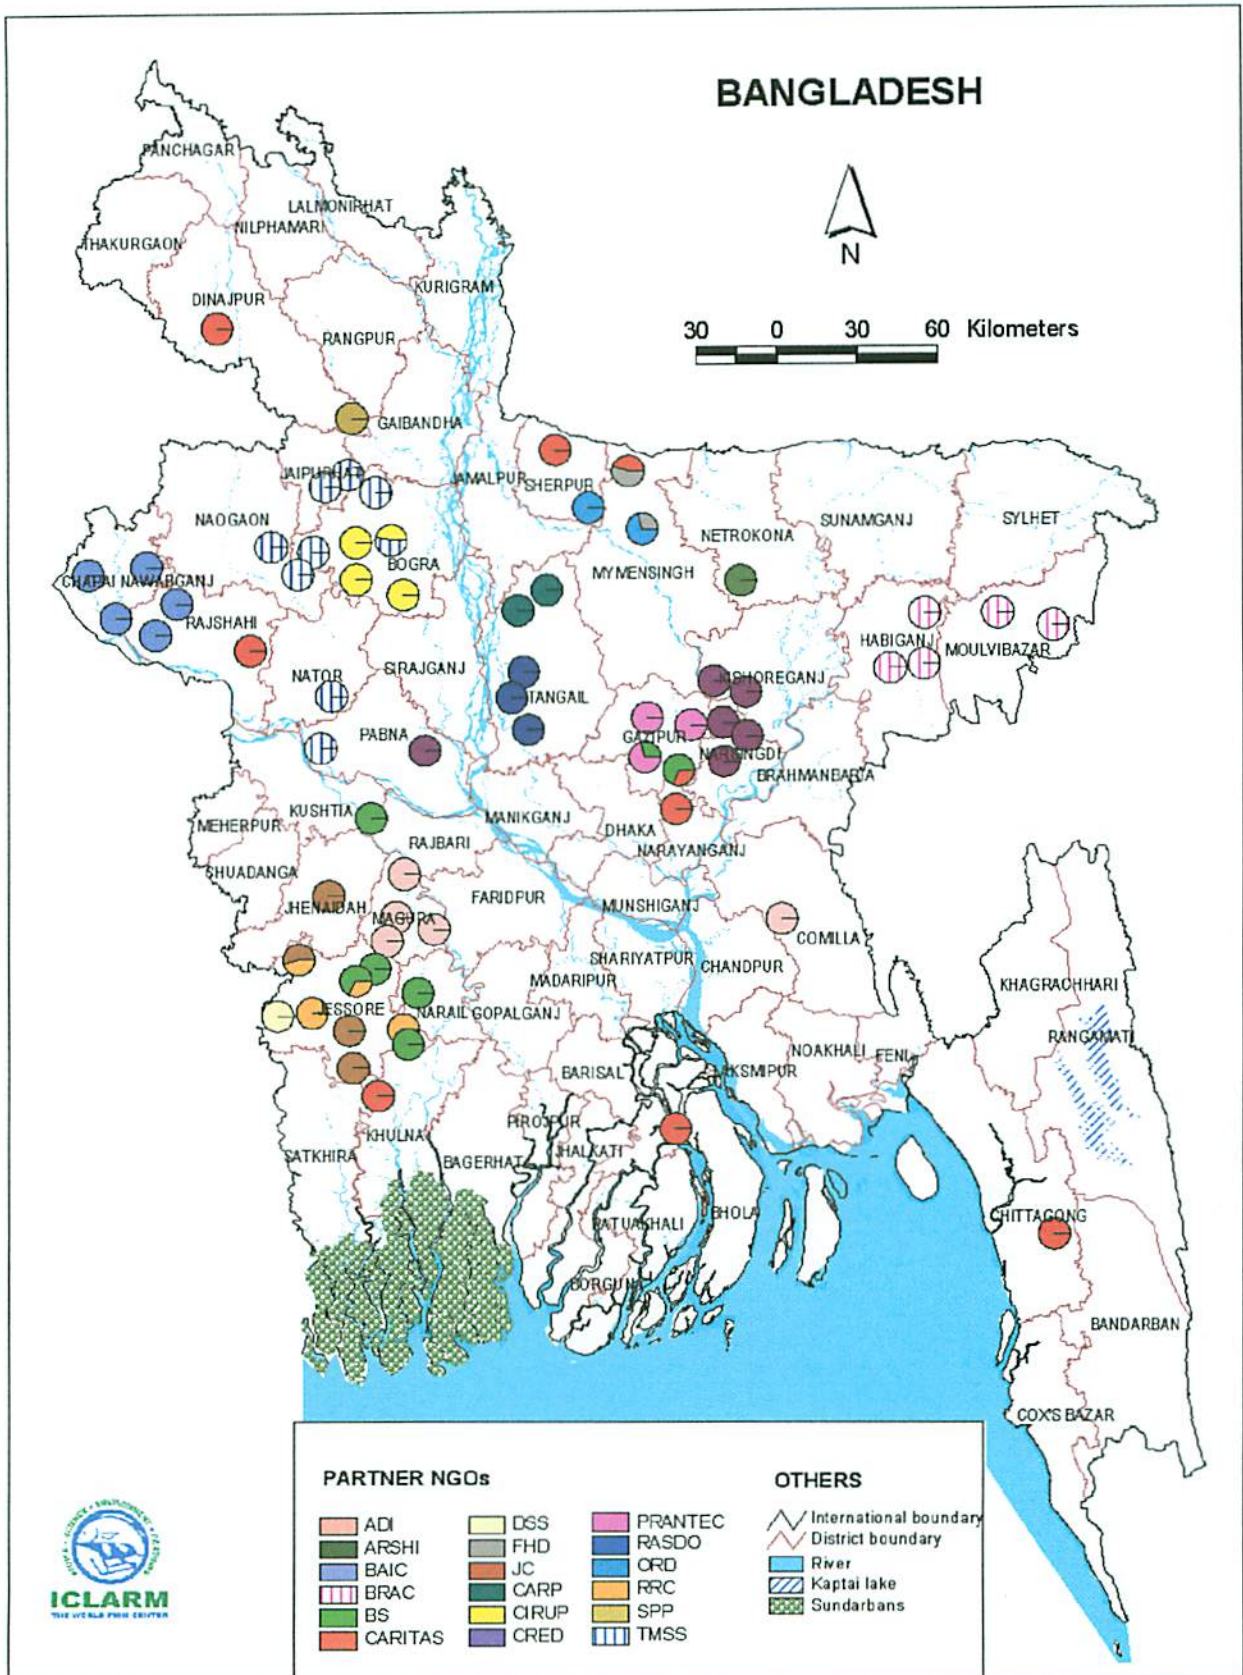 BANGLADESH
N
30 0 30 60 Kilometers
PANCHAGAR
LALMONIRHAT
NILPHAMARI
THAKURGAON
KURIGRAM
DINAJPUR
RANGPUR
GAIBANDHA
JAIPURHAT
JAMALPUR
SHERPUR
NAOGAON
NETROKONA
SUNAMGANJ
SYLHET
BOGRA
MYMENSINGH
CHAPAI NAWABGANJ
RAJSHAHI
HABIGANJ
MOULVIBAZAR
NATOR
SIRAJGANJ
TANGAIL
KISHOREGANJ
PABNA
GAZIPUR
NARSINGDI
BRAHMANBARIA
KUSHTIA
MEHERPUR
MANIKGANJ
DHAKA
RAJBARI
NARAYANGANJ
SHUADANGA
JHENAIDAH
MAGURA
FARIDPUR
MUNSHIGANJ
COMILLA
SHARIYATPUR
CHANDPUR
MADARIPUR
KHAGRACHHARI
JESSORE
NARAIL
GOPALGANJ
RANGAMATI
NOAKHALI
FENI
BARISAL
LAKSMIPUR
PIROJPUR
KHULNA
JHALKATI
SATKHIRA
BAGERHAT
BHOLA
PATUAKHALI
CHITTAGONG
BORGUNA
BANDARBAN
COX'S BAZAR
PARTNER NGOs
ADI
ARSHI
BAIC
BRAC
BS
CARITAS
DSS
FHD
JC
CARP
CIRUP
CRED
PRANTEC
RASDO
ORD
RRC
SPP
TMSS
OTHERS
International boundary
District boundary
River
Kaptai lake
Sundarbans
ICLARM
THE WORLD FISH CENTER